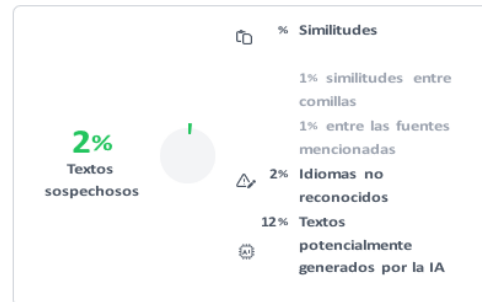 % Similitudes
1% similitudes entre
comillas
1% entre las fuentes
mencionadas
2%
Textos
sospechosos
2% Idiomas no
reconocidos
12% Textos
potencialmente
generados por la IA
AI